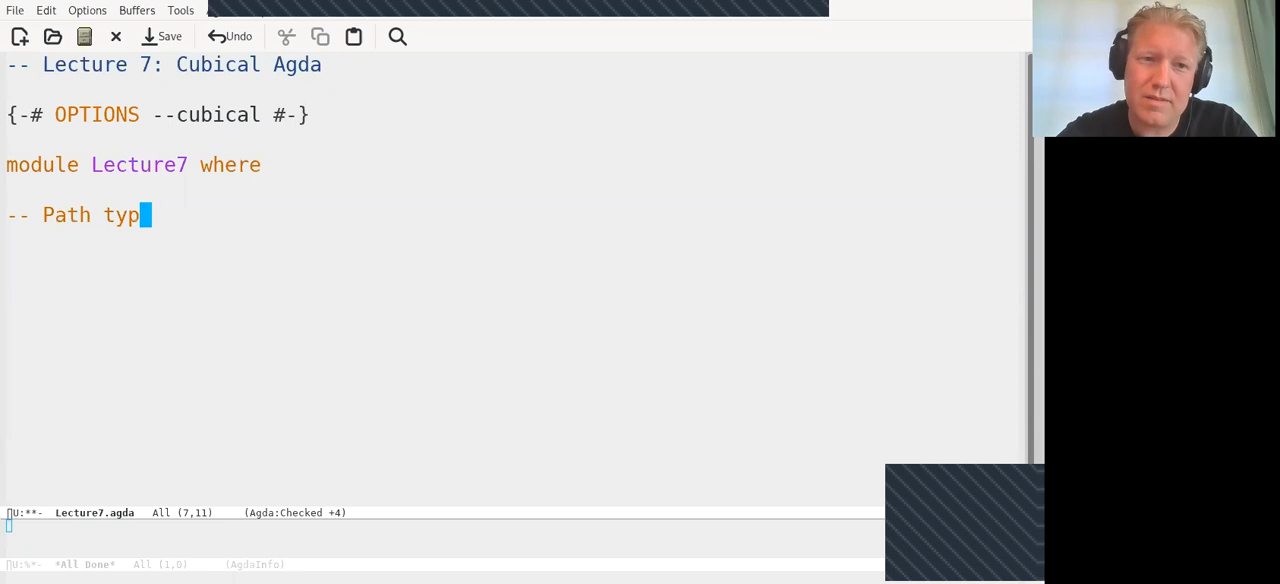 File Edit Options Buffers Tools
Save Undo
-- Lecture 7: Cubical Agda
{-# OPTIONS --cubical #-}
module Lecture7 where
-- Path typ
U:**- Lecture7.agda All (7,11) (Agda:Checked +4)
U:%*- *All Done* All (1,0) (AgdaInfo)